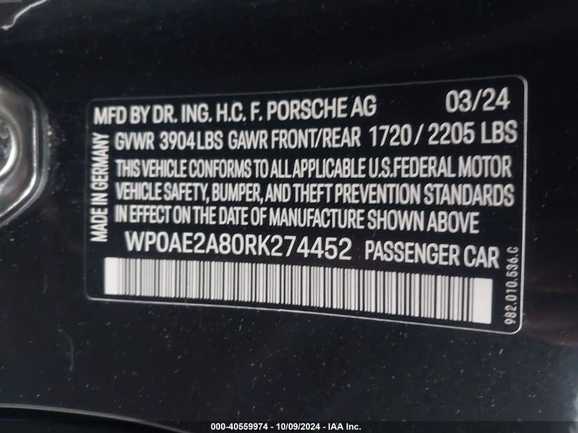 MFD BY DR. ING. H.C. F. PORSCHE AG 03/24
GVWR 3904 LBS GAWR FRONT/REAR 1720 / 2205 LBS
THIS VEHICLE CONFORMS TO ALL APPLICABLE U.S.FEDERAL MOTOR
VEHICLE SAFETY, BUMPER, AND THEFT PREVENTION STANDARDS
IN EFFECT ON THE DATE OF MANUFACTURE SHOWN ABOVE
WP0AE2A80RK274452 PASSENGER CAR
MADE IN GERMANY
982.010.536.C
000-40559974 | 10/09/2024 | IAA Inc.